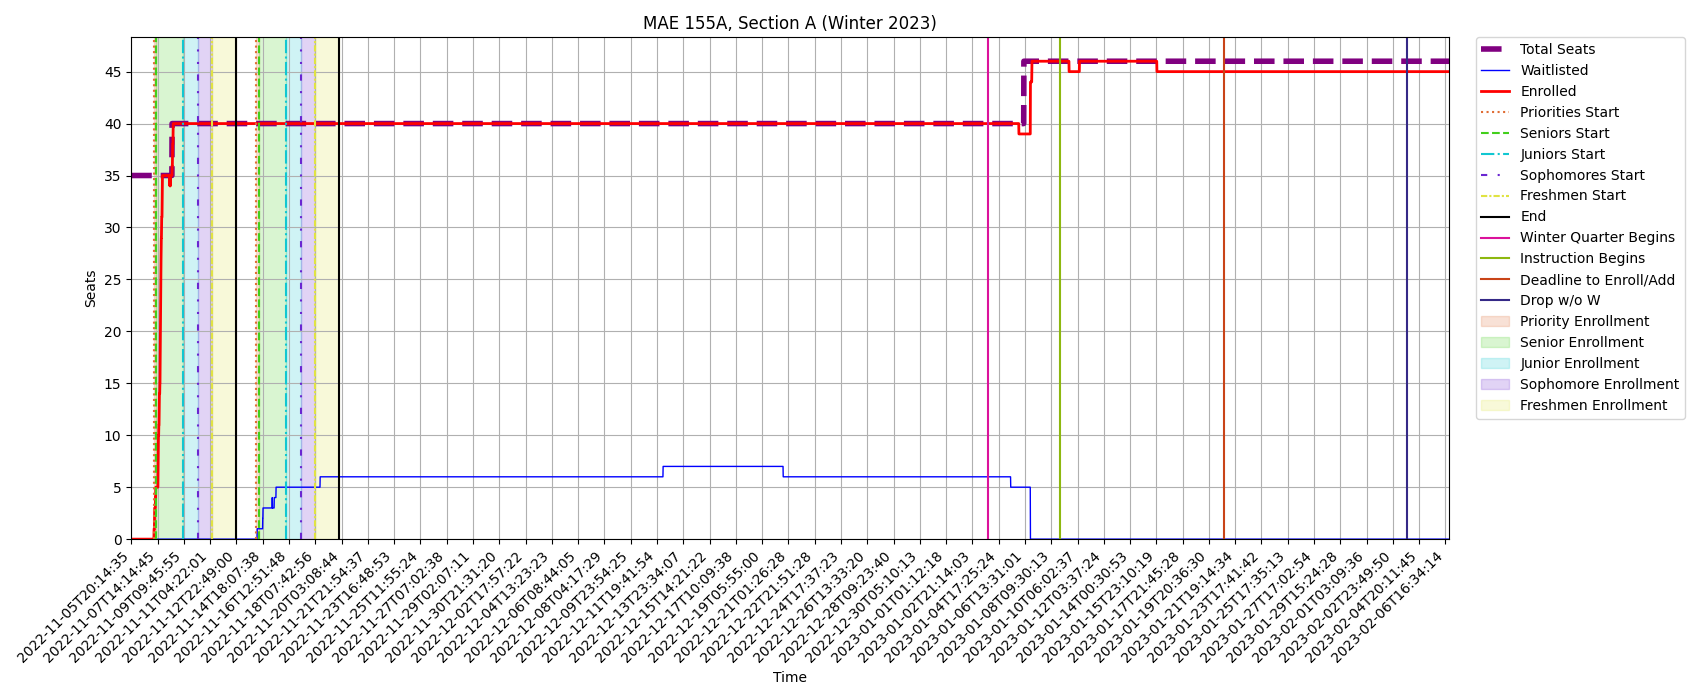 MAE 155A, Section A (Winter 2023)
Seats
45
40
35
30
25
20
15
10
5
0
2022-11-05T20:14:35
2022-11-07T14:14:45
2022-11-09T09:45:55
2022-11-11T04:22:01
2022-11-12T22:49:00
2022-11-14T18:07:38
2022-11-16T12:51:48
2022-11-18T07:42:56
2022-11-20T03:08:44
2022-11-21T21:54:37
2022-11-23T16:48:53
2022-11-25T11:55:24
2022-11-27T07:02:38
2022-11-29T02:07:11
2022-11-30T21:31:20
2022-12-02T17:57:22
2022-12-04T13:23:23
2022-12-06T08:44:05
2022-12-08T04:17:29
2022-12-09T23:54:25
2022-12-11T19:41:54
2022-12-13T23:34:07
2022-12-15T14:21:22
2022-12-17T10:09:38
2022-12-19T05:55:00
2022-12-21T01:26:28
2022-12-22T21:51:28
2022-12-24T17:37:23
2022-12-26T13:33:20
2022-12-28T09:23:40
2022-12-30T05:10:13
2023-01-01T01:12:18
2023-01-02T21:14:03
2023-01-04T17:25:24
2023-01-06T13:31:01
2023-01-08T09:30:13
2023-01-10T06:02:37
2023-01-12T03:37:24
2023-01-14T00:30:53
2023-01-15T23:10:19
2023-01-17T21:45:28
2023-01-19T20:36:30
2023-01-21T19:14:34
2023-01-23T17:41:42
2023-01-25T17:35:13
2023-01-27T17:02:54
2023-01-29T15:24:28
2023-02-01T03:09:36
2023-02-02T23:49:50
2023-02-04T20:11:45
2023-02-06T16:34:14
Time
Total Seats
Waitlisted
Enrolled
Priorities Start
Seniors Start
Juniors Start
Sophomores Start
Freshmen Start
End
Winter Quarter Begins
Instruction Begins
Deadline to Enroll/Add
Drop w/o W
Priority Enrollment
Senior Enrollment
Junior Enrollment
Sophomore Enrollment
Freshmen Enrollment